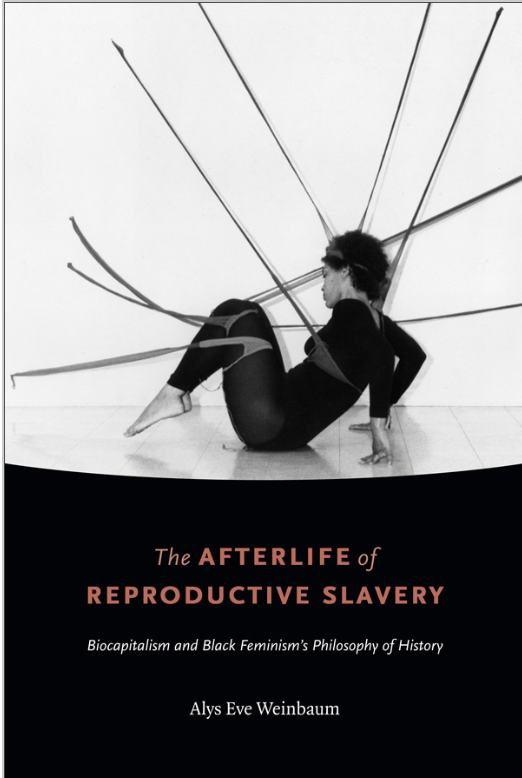 The AFTERLIFE of
REPRODUCTIVE SLAVERY
Biocapitalism and Black Feminism's Philosophy of History
Alys Eve Weinbaum